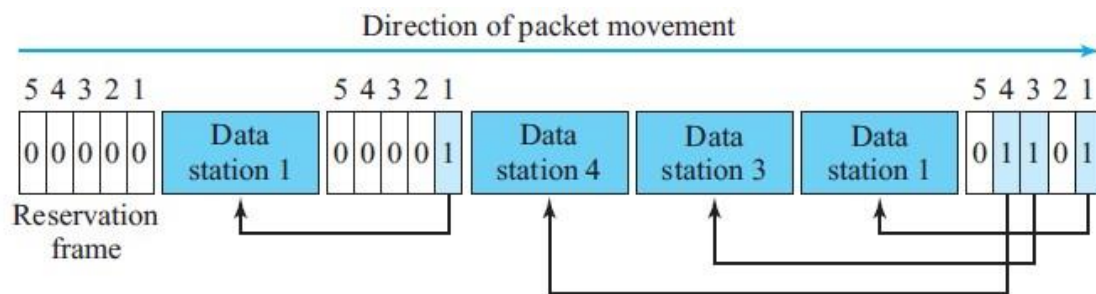 Direction of packet movement
5 4 3 2 1 5 4 3 2 1 5 4 3 2 1
0 0 0 0 0 Data station 1 0 0 0 0 1 Data station 4 Data station 3 Data station 1 0 1 1 0 1
Reservation
frame